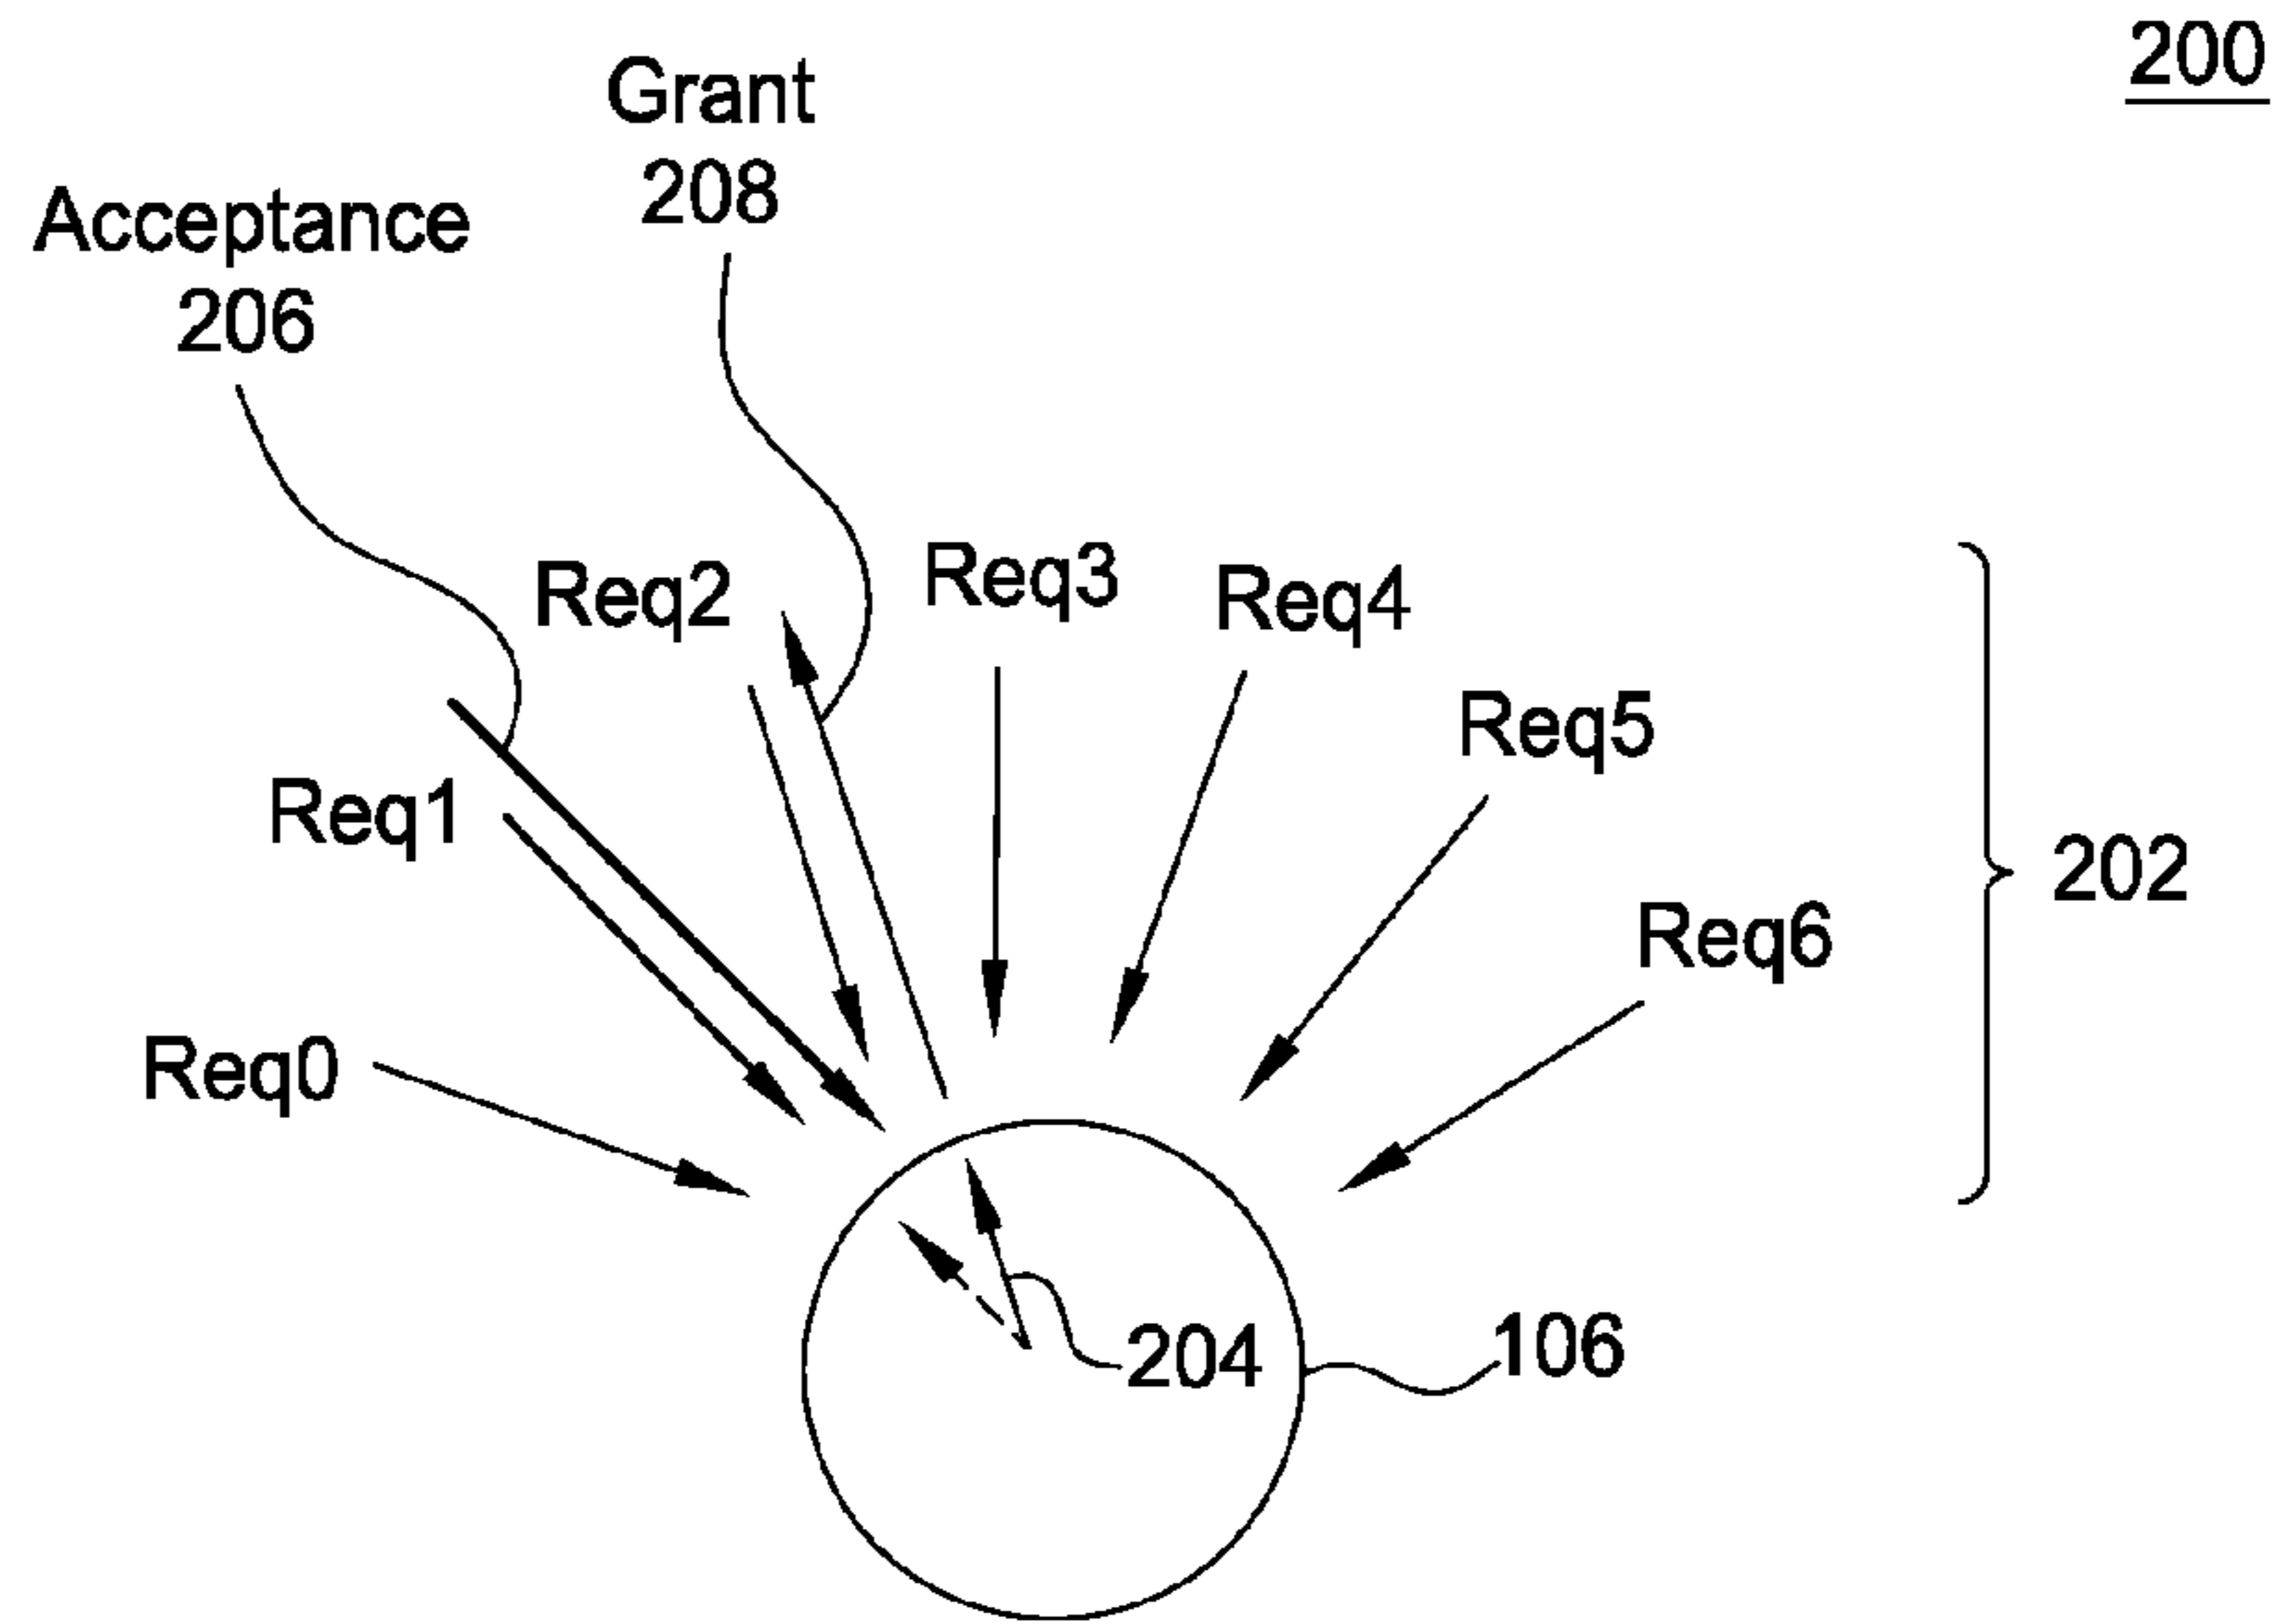 200
Grant
208
Acceptance
206
Req3
Req2
Req4
Req5
Req1
202
Req6
Req0
204
106